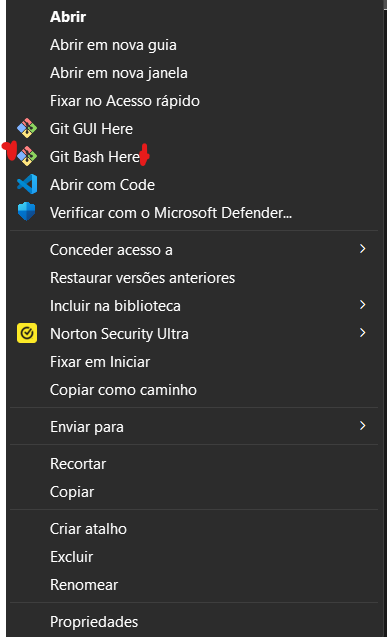 Abrir
Abrir em nova guia
Abrir em nova janela
Fixar no Acesso rápido
Git GUI Here
Git Bash Here
Abrir com Code
Verificar com o Microsoft Defender...
Conceder acesso a
Restaurar versões anteriores
Incluir na biblioteca
Norton Security Ultra
Fixar em Iniciar
Copiar como caminho
Enviar para
Recortar
Copiar
Criar atalho
Excluir
Renomear
Propriedades